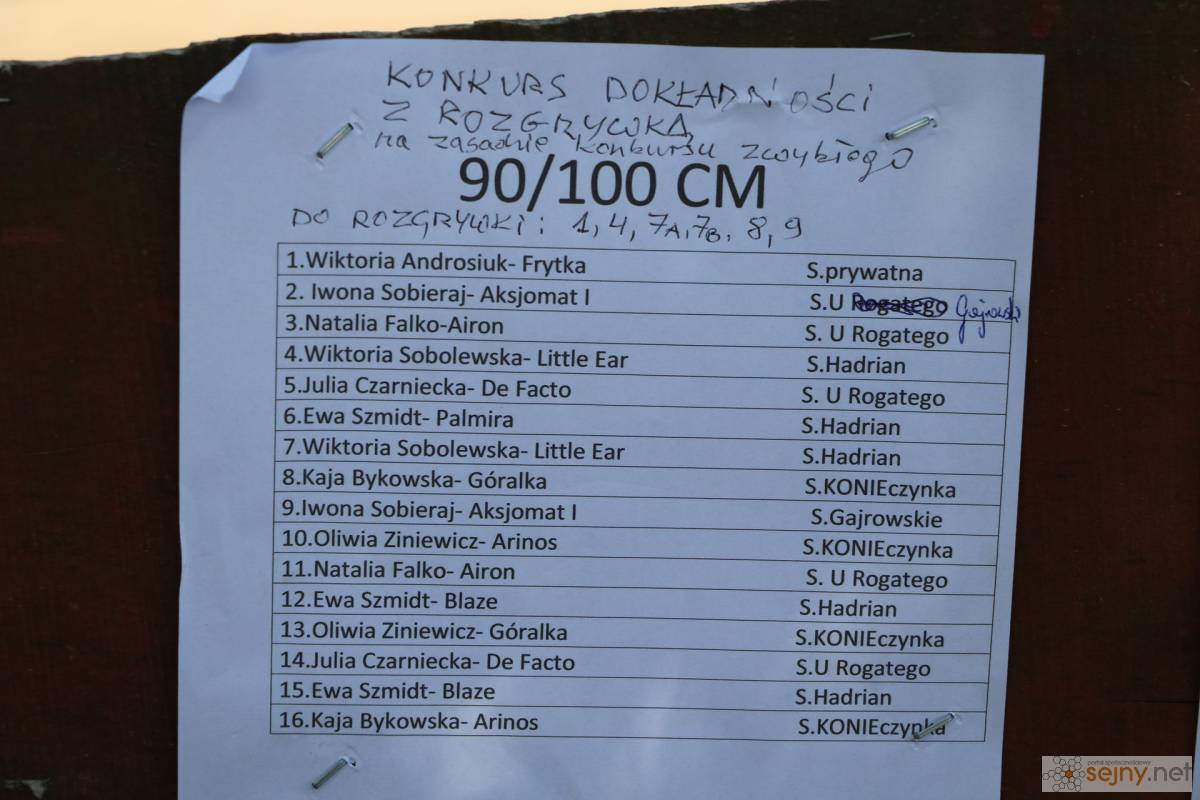 KONKURS DOKŁADNOŚCI
Z ROZGRYWKĄ
na zasadzie konkursu zwykłego
90/100 CM
DO ROZGRYWKI: 1, 4, 7A, 7B, 8, 9
1.Wiktoria Androsiuk- Frytka S.prywatna
2. Iwona Sobieraj- Aksjomat I S.U Rogatego
3.Natalia Falko-Airon S. U Rogatego
4.Wiktoria Sobolewska- Little Ear S.Hadrian
5.Julia Czarniecka- De Facto S. U Rogatego
6.Ewa Szmidt- Palmira S.Hadrian
7.Wiktoria Sobolewska- Little Ear S.Hadrian
8.Kaja Bykowska- Góralka S.KONIEczynka
9.Iwona Sobieraj- Aksjomat I S.Gajrowskie
10.Oliwia Ziniewicz- Arinos S.KONIEczynka
11.Natalia Falko- Airon S. U Rogatego
12.Ewa Szmidt- Blaze S.Hadrian
13.Oliwia Ziniewicz- Góralka S.KONIEczynka
14.Julia Czarniecka- De Facto S.U Rogatego
15.Ewa Szmidt- Blaze S.Hadrian
16.Kaja Bykowska- Arinos S.KONIEczynka
portal społecznościowy
sejny.net